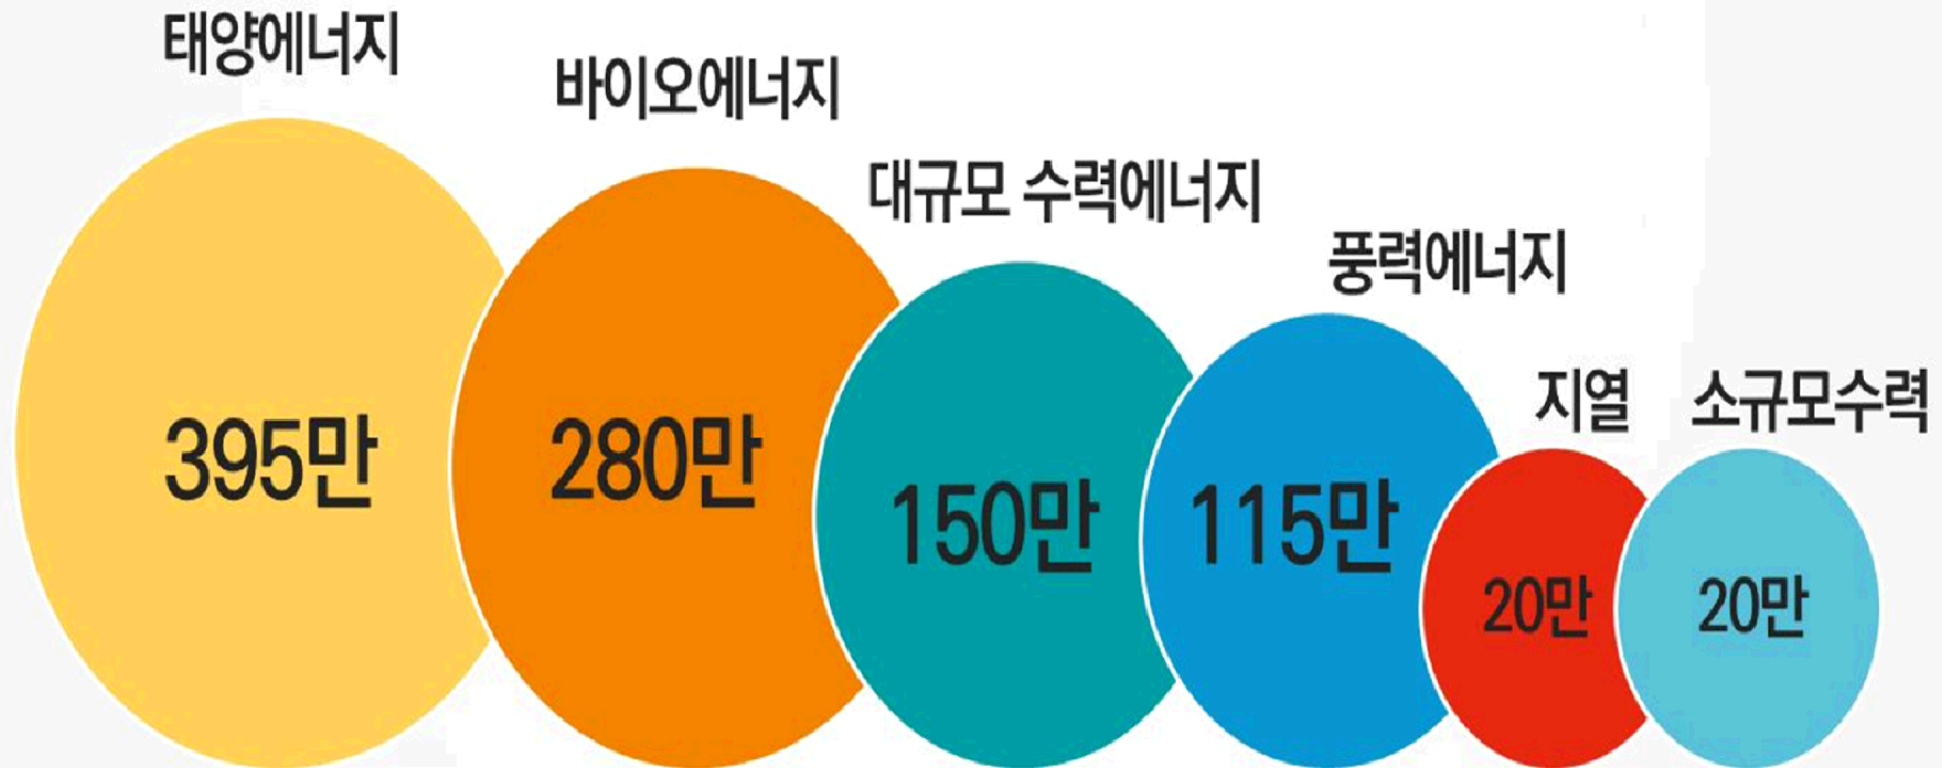 태양에너지
395만
바이오에너지
280만
대규모 수력에너지
150만
풍력에너지
115만
지열
20만
소규모수력
20만